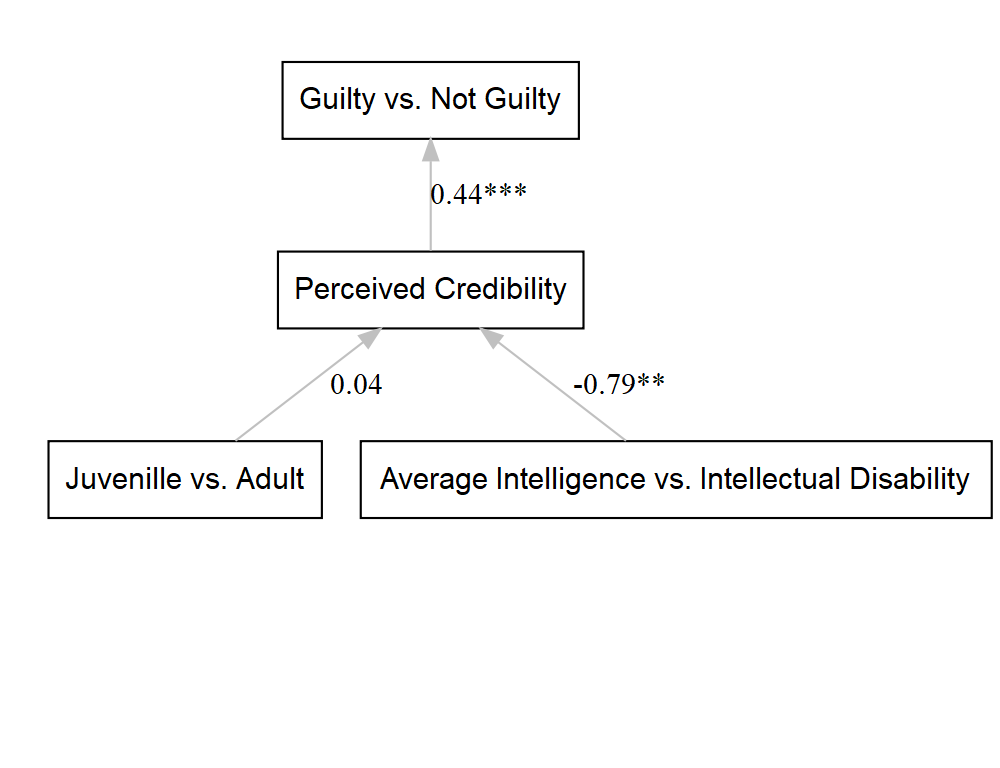 Guilty vs. Not Guilty
0.44***
Perceived Credibility
0.04
-0.79**
Juvenille vs. Adult
Average Intelligence vs. Intellectual Disability